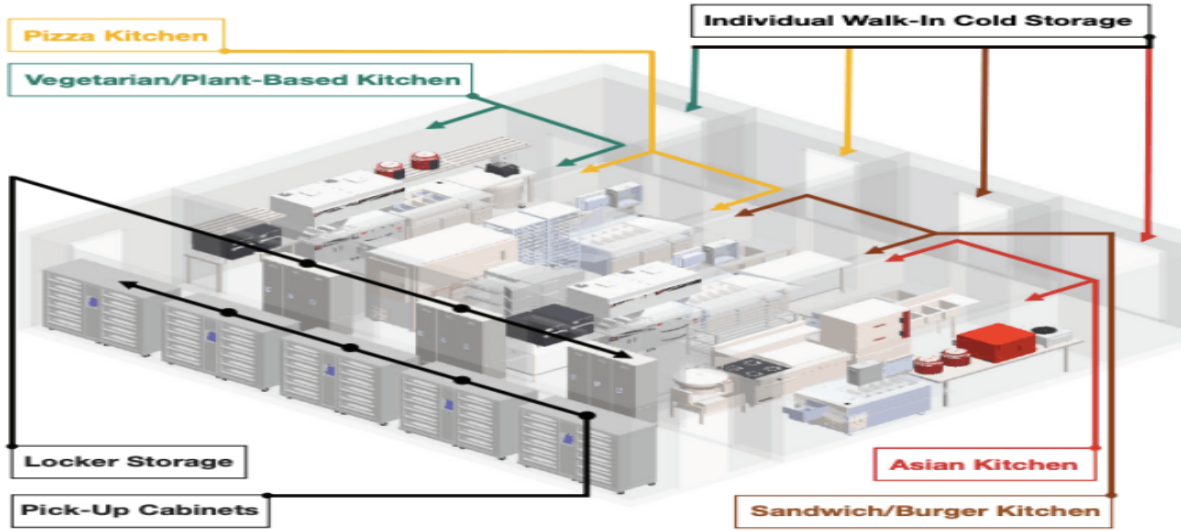 Pizza Kitchen
Individual Walk-In Cold Storage
Vegetarian/Plant-Based Kitchen
Locker Storage
Asian Kitchen
Pick-Up Cabinets
Sandwich/Burger Kitchen